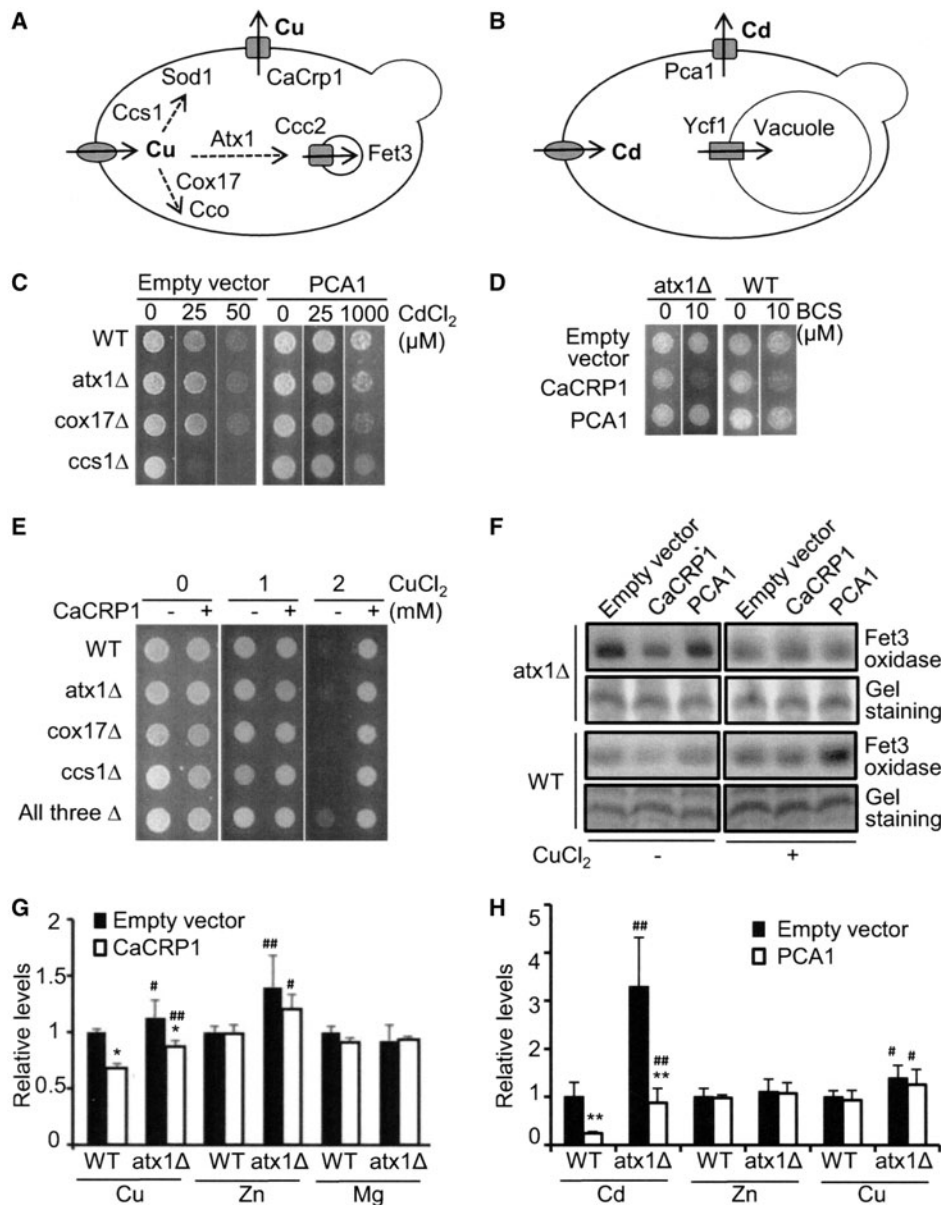 A
Cu
Sod1
CaCrp1
Ccs1
Ccc2
Atx1
Cu
Fet3
Cox17
Cco
B
Cd
Pca1
Ycf1
Vacuole
Cd
C
Empty vector PCA1
0 25 50 0 25 1000 CdCl2
(µM)
WT
atx1Δ
cox17Δ
ccs1Δ
D
atx1Δ WT
0 10 0 10 BCS
(µM)
Empty
vector
CaCRP1
PCA1
E
0 1 2 CuCl2
CaCRP1 - + - + - + (mM)
WT
atx1Δ
cox17Δ
ccs1Δ
All three Δ
F
Empty vector
CaCRP1
PCA1
Empty vector
CaCRP1
PCA1
atx1Δ
Fet3
oxidase
Gel
staining
WT
Fet3
oxidase
Gel
staining
CuCl2 - +
G
Relative levels
2
1.5
1
0.5
0
Empty vector
CaCRP1
*
#
##
*
##
#
WT atx1Δ WT atx1Δ WT atx1Δ
Cu Zn Mg
H
Relative levels
5
4
2
1
0
Empty vector
PCA1
**
##
##
**
# #
WT atx1Δ WT atx1Δ WT atx1Δ
Cd Zn Cu